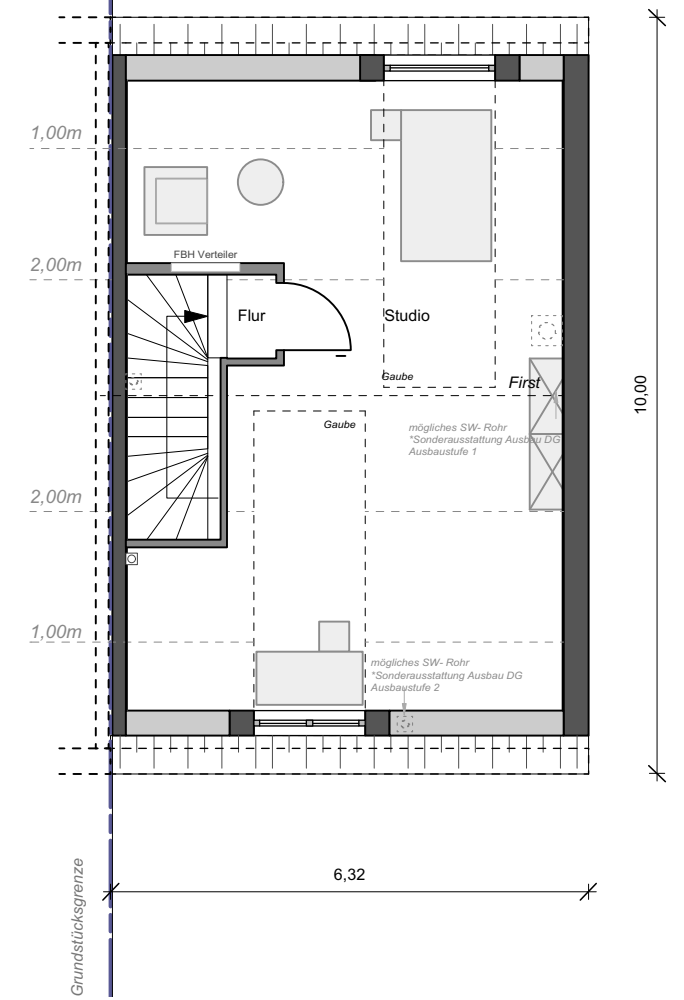 1,00m
FBH Verteiler
2,00m
Flur
Studio
Gaube
First
10,00
Gaube
mögliches SW- Rohr
*Sonderausstattung Ausbau DG
Ausbaustufe 1
2,00m
1,00m
mögliches SW- Rohr
*Sonderausstattung Ausbau DG
Ausbaustufe 2
6,32
Grundstücksgrenze